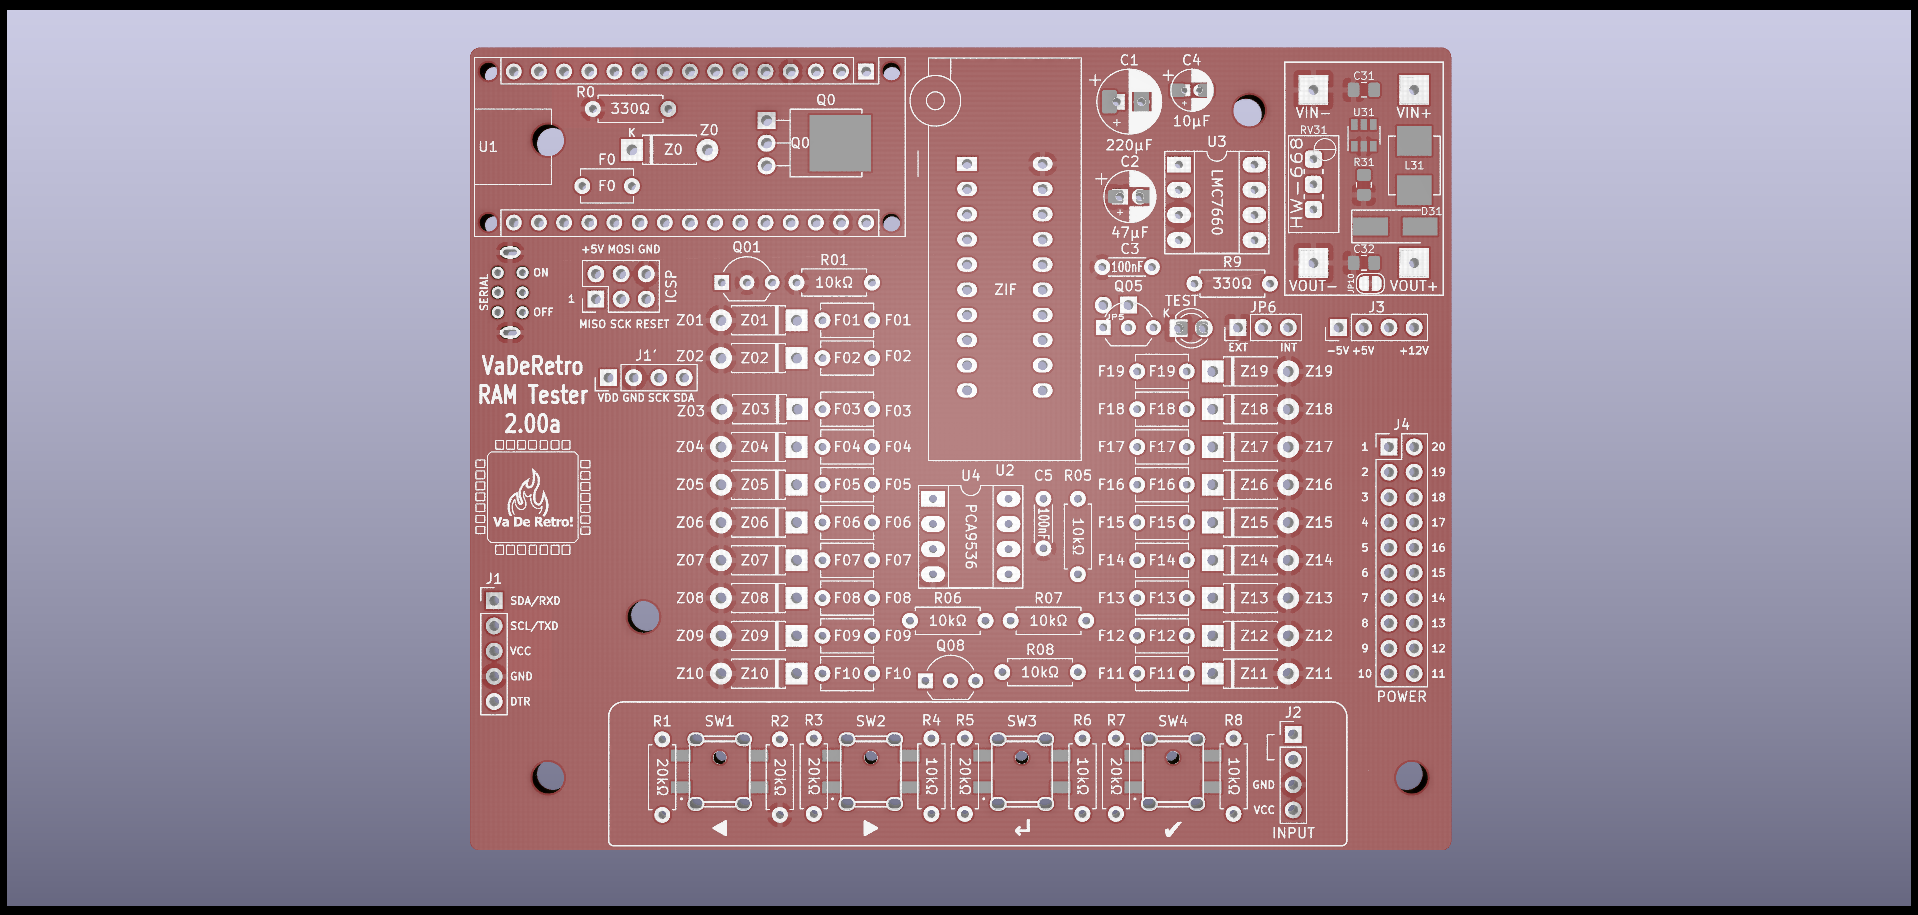 R0
330Ω
K
Z0
Z0
F0
F0
U1
Q0
Q0
+5V MOSI GND
ICSP
1
MISO SCK RESET
SERIAL
ON
OFF
Q01
R01
10kΩ
J1´
VDD GND SCK SDA
VaDeRetro
RAM Tester
2.00a
Va De Retro!
J1
SDA/RXD
SCL/TXD
VCC
GND
DTR
Z01 Z01 F01 F01
Z02 Z02 F02 F02
Z03 Z03 F03 F03
Z04 Z04 F04 F04
Z05 Z05 F05 F05
Z06 Z06 F06 F06
Z07 Z07 F07 F07
Z08 Z08 F08 F08
Z09 Z09 F09 F09
Z10 Z10 F10 F10
ZIF
U2
U4
PCA9536
C5
100nF
R05
10kΩ
R06
10kΩ
R07
10kΩ
Q08
R08
10kΩ
C1
+
+
220µF
C4
+
+
10µF
C2
+
+
47µF
C3
100nF
U3
LMC7660
R9
330Ω
Q05
JP5
TEST
K
JP6
EXT INT
J3
-5V +5V +12V
VIN-
C31
VIN+
RV31
U31
HW-668
R31
L31
D31
C32
VOUT-
JP10
VOUT+
F19 F19 Z19 Z19
F18 F18 Z18 Z18
F17 F17 Z17 Z17
F16 F16 Z16 Z16
F15 F15 Z15 Z15
F14 F14 Z14 Z14
F13 F13 Z13 Z13
F12 F12 Z12 Z12
F11 F11 Z11 Z11
J4
1 20
2 19
3 18
4 17
5 16
6 15
7 14
8 13
9 12
10 11
POWER
R1 SW1 R2 R3 SW2 R4 R5 SW3 R6 R7 SW4 R8
20kΩ 20kΩ 20kΩ 10kΩ 20kΩ 10kΩ 20kΩ 10kΩ
◀ ▶ ↵ ✔
J2
GND
VCC
INPUT